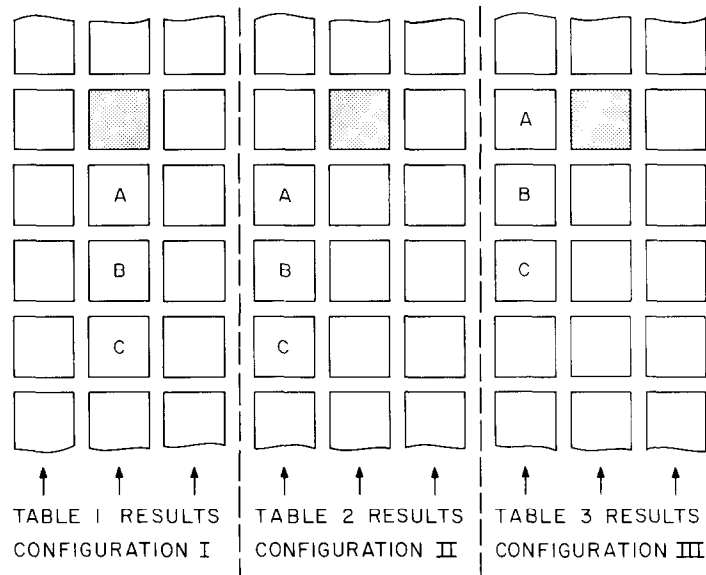 A
A
A
B
B
B
C
C
C
TABLE 1 RESULTS
TABLE 2 RESULTS
TABLE 3 RESULTS
CONFIGURATION I
CONFIGURATION II
CONFIGURATION III